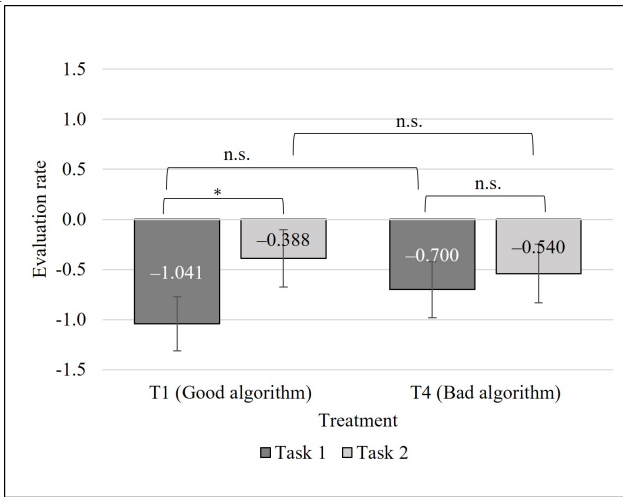 1.5
1.0
n.s.
n.s.
0.5
n.s.
*
0.0
–0.388
–0.540
–0.700
-0.5
–1.041
-1.0
-1.5
Evaluation rate
T1 (Good algorithm) T4 (Bad algorithm)
Treatment
Task 1 Task 2